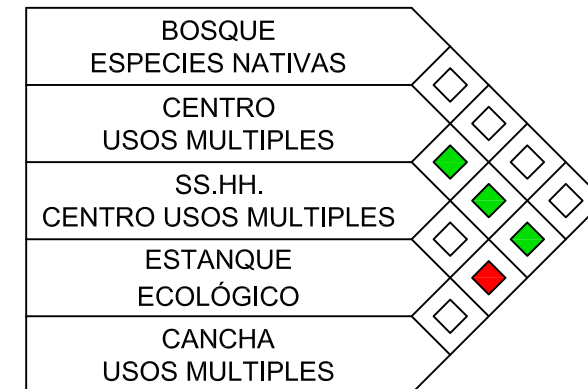 BOSQUE
ESPECIES NATIVAS
CENTRO
USOS MULTIPLES
SS.HH.
CENTRO USOS MULTIPLES
ESTANQUE
ECOLÓGICO
CANCHA
USOS MULTIPLES